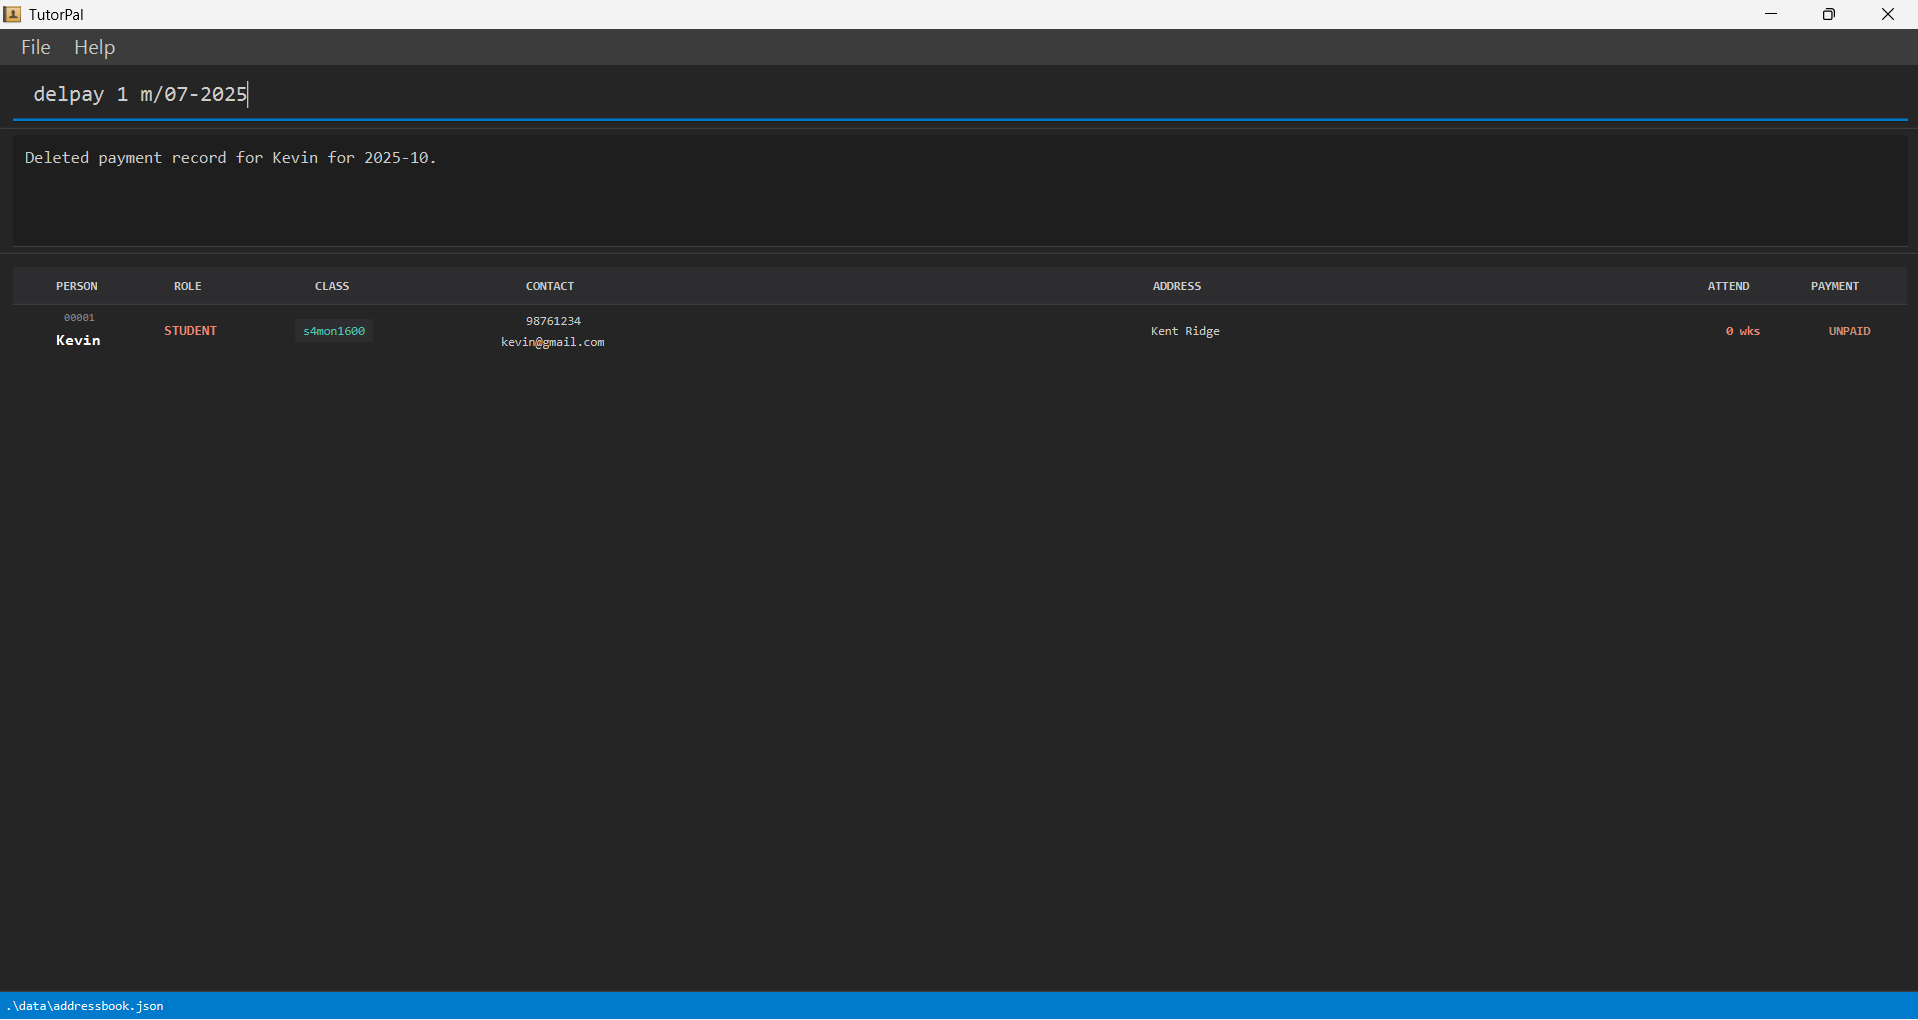 TutorPal
File Help
delpay 1 m/07-2025
Deleted payment record for Kevin for 2025-10.
PERSON ROLE CLASS CONTACT ADDRESS ATTEND PAYMENT
00001
Kevin
STUDENT
s4mon1600
98761234
kevin@gmail.com
Kent Ridge
0 wks
UNPAID
.\data\addressbook.json